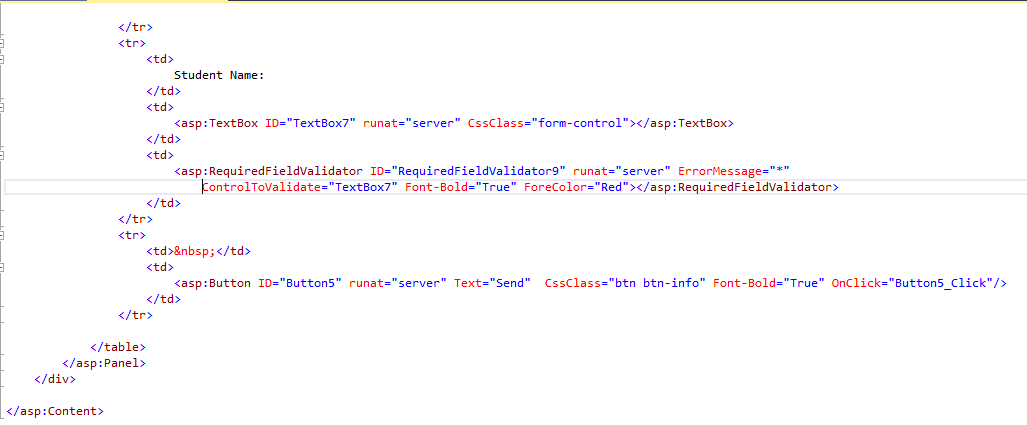 </tr>
<tr>
<td>
Student Name:
</td>
<td>
<asp:TextBox ID="TextBox7" runat="server" CssClass="form-control"></asp:TextBox>
</td>
<td>
<asp:RequiredFieldValidator ID="RequiredFieldValidator9" runat="server" ErrorMessage="*"
ControlToValidate="TextBox7" Font-Bold="True" ForeColor="Red"></asp:RequiredFieldValidator>
</td>
</tr>
<tr>
<td>&nbsp;</td>
<td>
<asp:Button ID="Button5" runat="server" Text="Send"  CssClass="btn btn-info" Font-Bold="True" OnClick="Button5_Click"/>
</td>
</tr>
</table>
</asp:Panel>
</div>
</asp:Content>